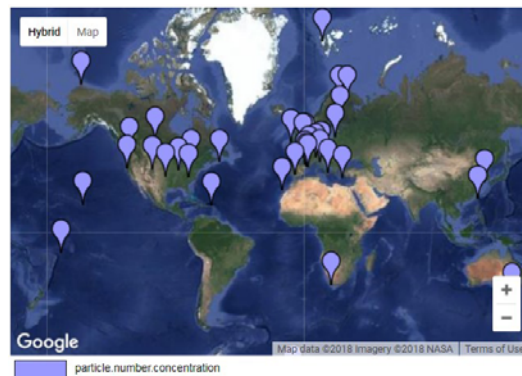 Hybrid Map
+
−
Google
Map data ©2018 Imagery ©2018 NASA Terms of Use
particle.number.concentration